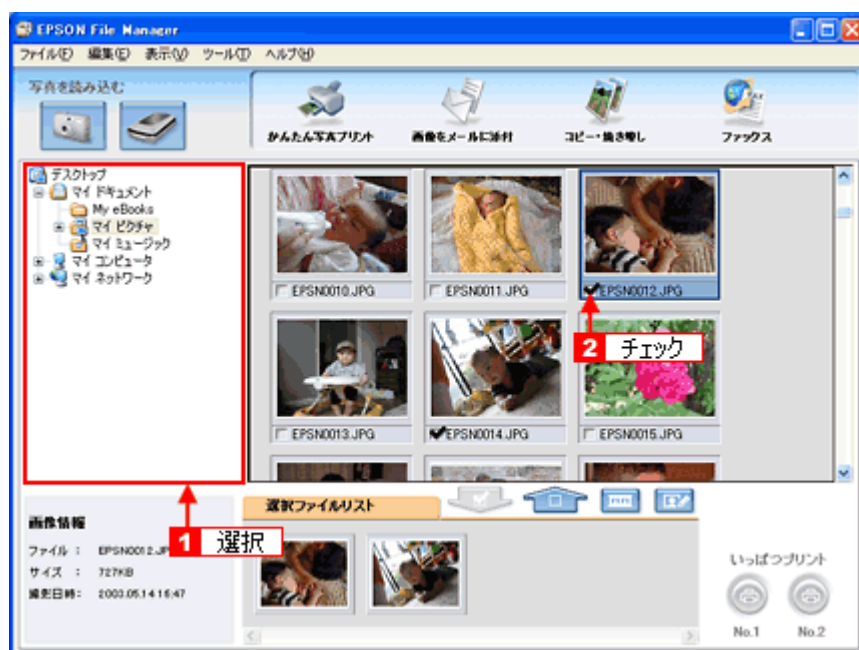 EPSON File Manager
ファイル(F) 編集(E) 表示(V) ツール(T) ヘルプ(H)
写真を読み込む
かんたん写真プリント 画像をメールに添付 コピー・焼き増し ファックス
デスクトップ
マイ ドキュメント
My eBooks
マイ ピクチャ
マイ ミュージック
マイ コンピュータ
マイ ネットワーク
EPSN0010.JPG EPSN0011.JPG EPSN0012.JPG
2 チェック
EPSN0013.JPG EPSN0014.JPG EPSN0015.JPG
1 選択
選択ファイルリスト
画像情報
ファイル : EPSN0012.JP
サイズ : 727KB
撮影日時: 2003.05.14 16:47
いっぱつプリント
No.1 No.2